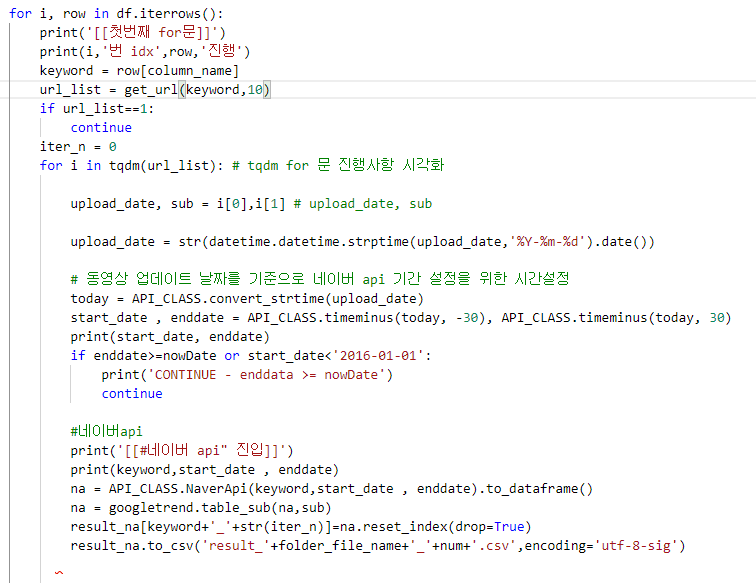 for i, row in df.iterrows():
    print('[[첫번째 for문]]')
    print(i,'번 idx',row,'진행')
    keyword = row[column_name]
    url_list = get_url(keyword,10)
    if url_list==1:
        continue
    iter_n = 0
    for i in tqdm(url_list): # tqdm for 문 진행사항 시각화
        upload_date, sub = i[0],i[1] # upload_date, sub
        upload_date = str(datetime.datetime.strptime(upload_date,'%Y-%m-%d').date())
        # 동영상 업데이트 날짜를 기준으로 네이버 api 기간 설정을 위한 시간설정
        today = API_CLASS.convert_strtime(upload_date)
        start_date , enddate = API_CLASS.timeminus(today, -30), API_CLASS.timeminus(today, 30)
        print(start_date, enddate)
        if enddate>=nowDate or start_date<'2016-01-01':
            print('CONTINUE - enddata >= nowDate')
            continue
        #네이버api
        print('[[#네이버 api" 진입]]')
        print(keyword,start_date , enddate)
        na = API_CLASS.NaverApi(keyword,start_date , enddate).to_dataframe()
        na = googletrend.table_sub(na,sub)
        result_na[keyword+'_'+str(iter_n)]=na.reset_index(drop=True)
        result_na.to_csv('result_'+folder_file_name+'_'+num+'.csv',encoding='utf-8-sig')